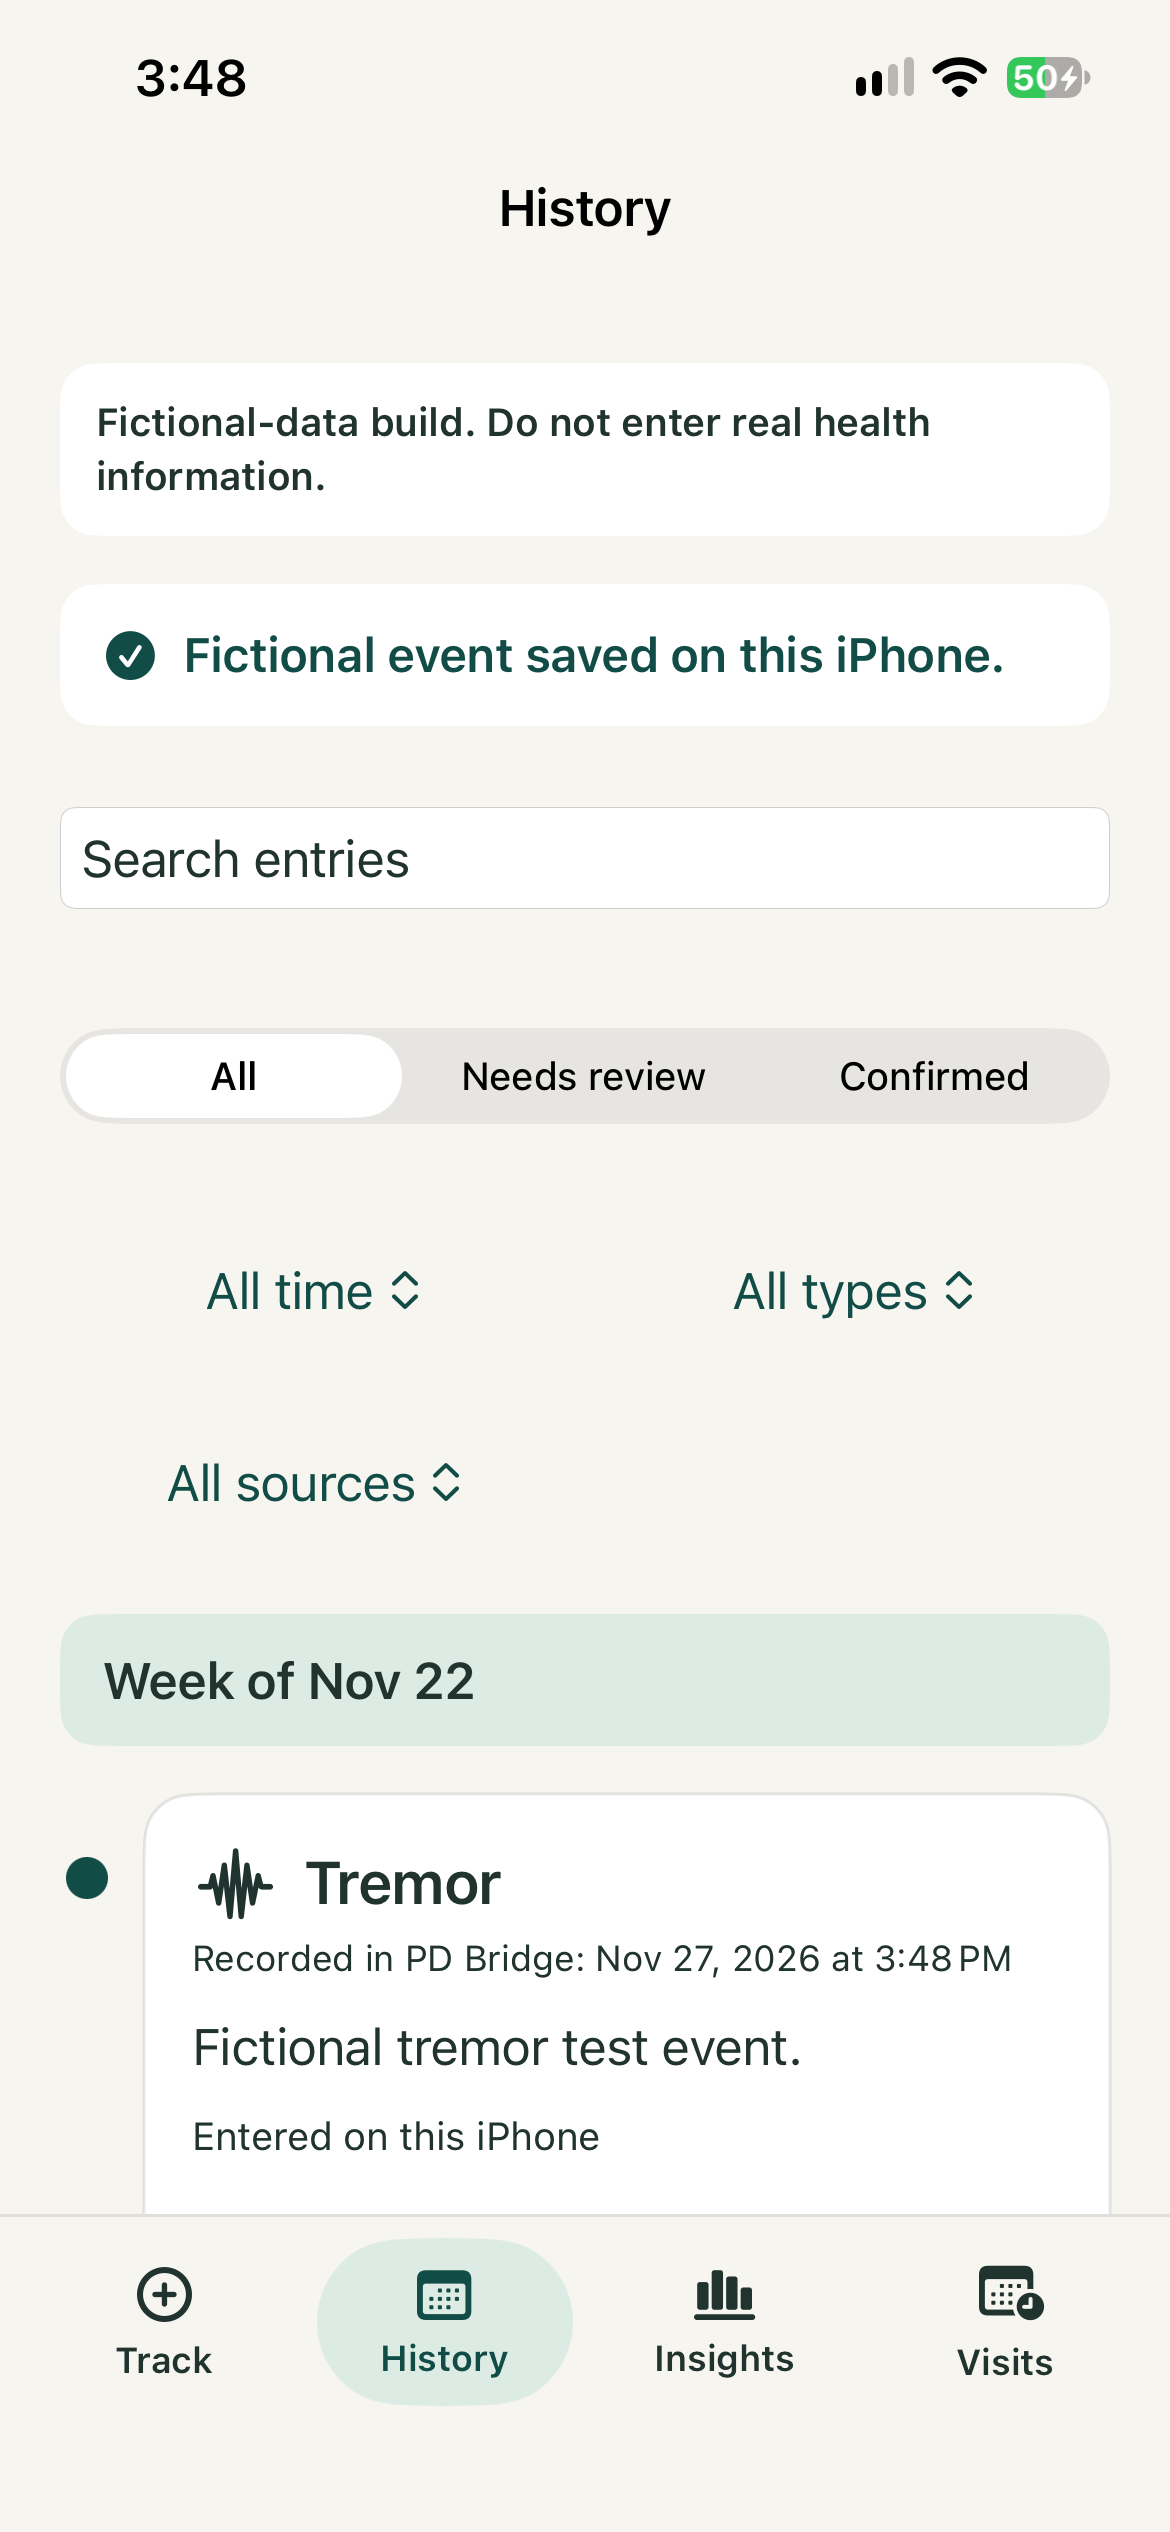 3:48
50
History
Fictional-data build. Do not enter real health
information.
Fictional event saved on this iPhone.
Search entries
All Needs review Confirmed
All time All types
All sources
Week of Nov 22
Tremor
Recorded in PD Bridge: Nov 27, 2026 at 3:48 PM
Fictional tremor test event.
Entered on this iPhone
Track History Insights Visits